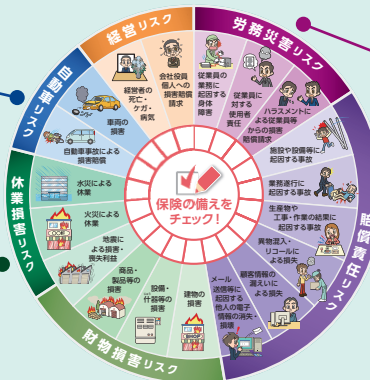 保険の備えを
チェック!
労務災害リスク
従業員の
業務に
起因する
身体
障害
従業員に
対する
使用者
責任
ハラスメントに
よる従業員等
からの損害
賠償請求
賠償責任リスク
施設や設備等に
起因する事故
業務遂行に
起因する事故
生産物や
工事・作業の結果に
起因する事故
異物混入・
リコールに
よる損失
顧客情報の
漏えいに
よる損失
メール
送信等に
起因する
他人の電子
情報の消失・
損壊
財物損害リスク
建物の
損害
設備・
什器等の
損害
商品・
製品等の
損害
休業損害リスク
地震に
よる損害・
喪失利益
火災による
休業
水災による
休業
自動車リスク
自動車事故による
損害賠償
車両の
損害
経営リスク
経営者の
死亡・
ケガ・
病気
会社役員
個人への
損害賠償
請求